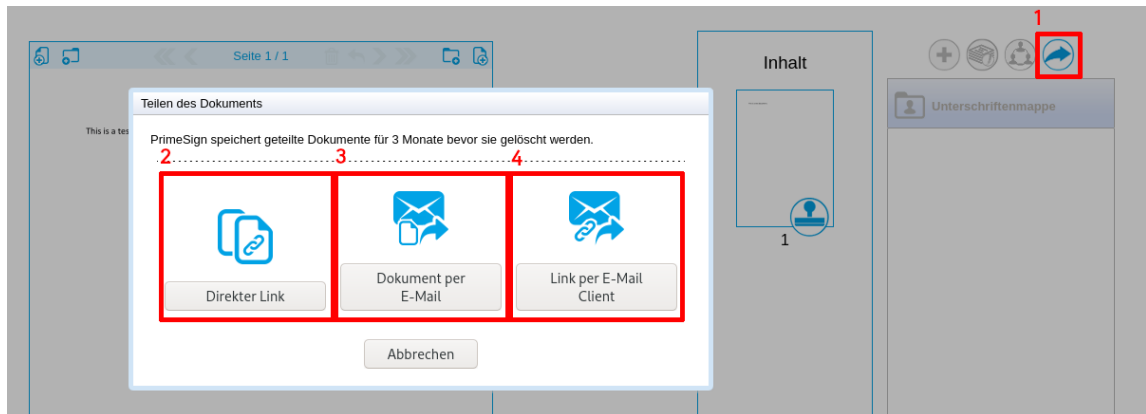 1
Seite 1 / 1
Inhalt
Teilen des Dokuments
Unterschriftenmappe
This is a tes
PrimeSign speichert geteilte Dokumente für 3 Monate bevor sie gelöscht werden.
2
3
4
Direkter Link
Dokument per
E-Mail
Link per E-Mail
Client
1
Abbrechen